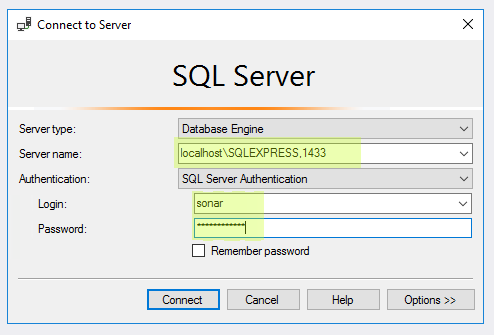 Connect to Server
SQL Server
Server type: Database Engine
Server name: localhost\SQLEXPRESS,1433
Authentication: SQL Server Authentication
Login: sonar
Password: ************
Remember password
Connect Cancel Help Options >>